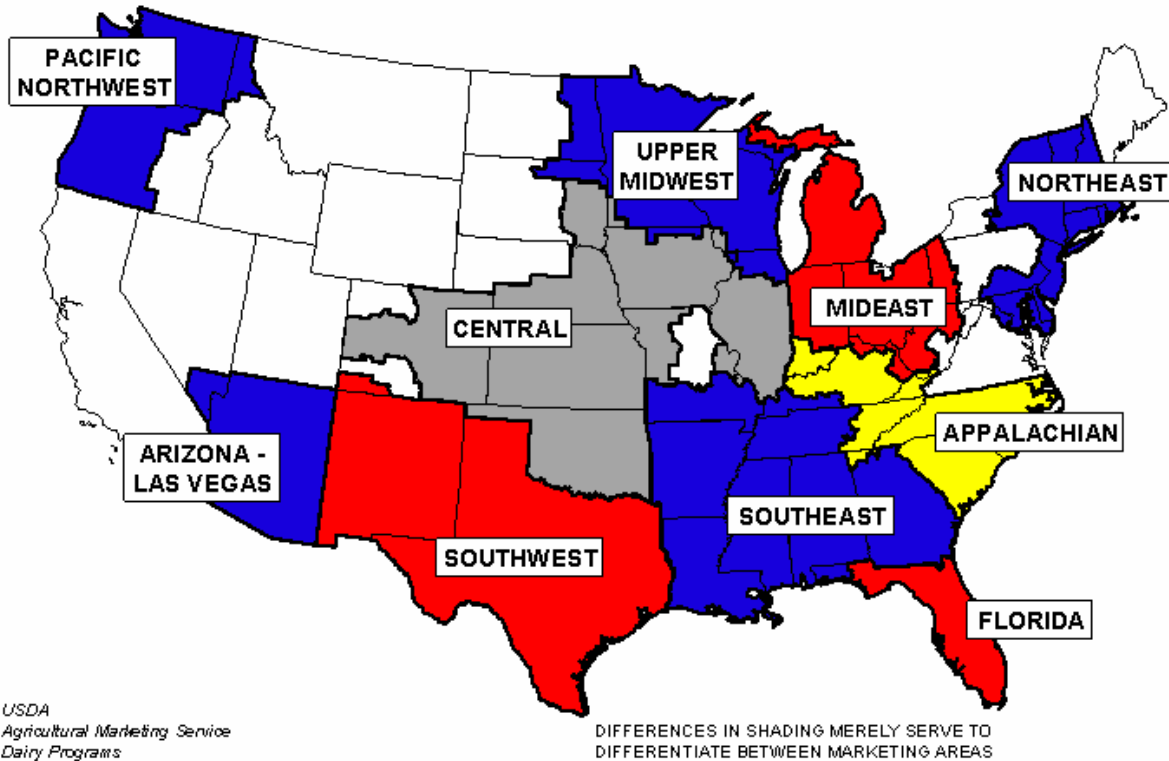 PACIFIC
NORTHWEST
UPPER
MIDWEST
NORTHEAST
MIDEAST
CENTRAL
APPALACHIAN
ARIZONA -
LAS VEGAS
SOUTHEAST
SOUTHWEST
FLORIDA
USDA
Agricultural Marketing Service
Dairy Programs
DIFFERENCES IN SHADING MERELY SERVE TO
DIFFERENTIATE BETWEEN MARKETING AREAS